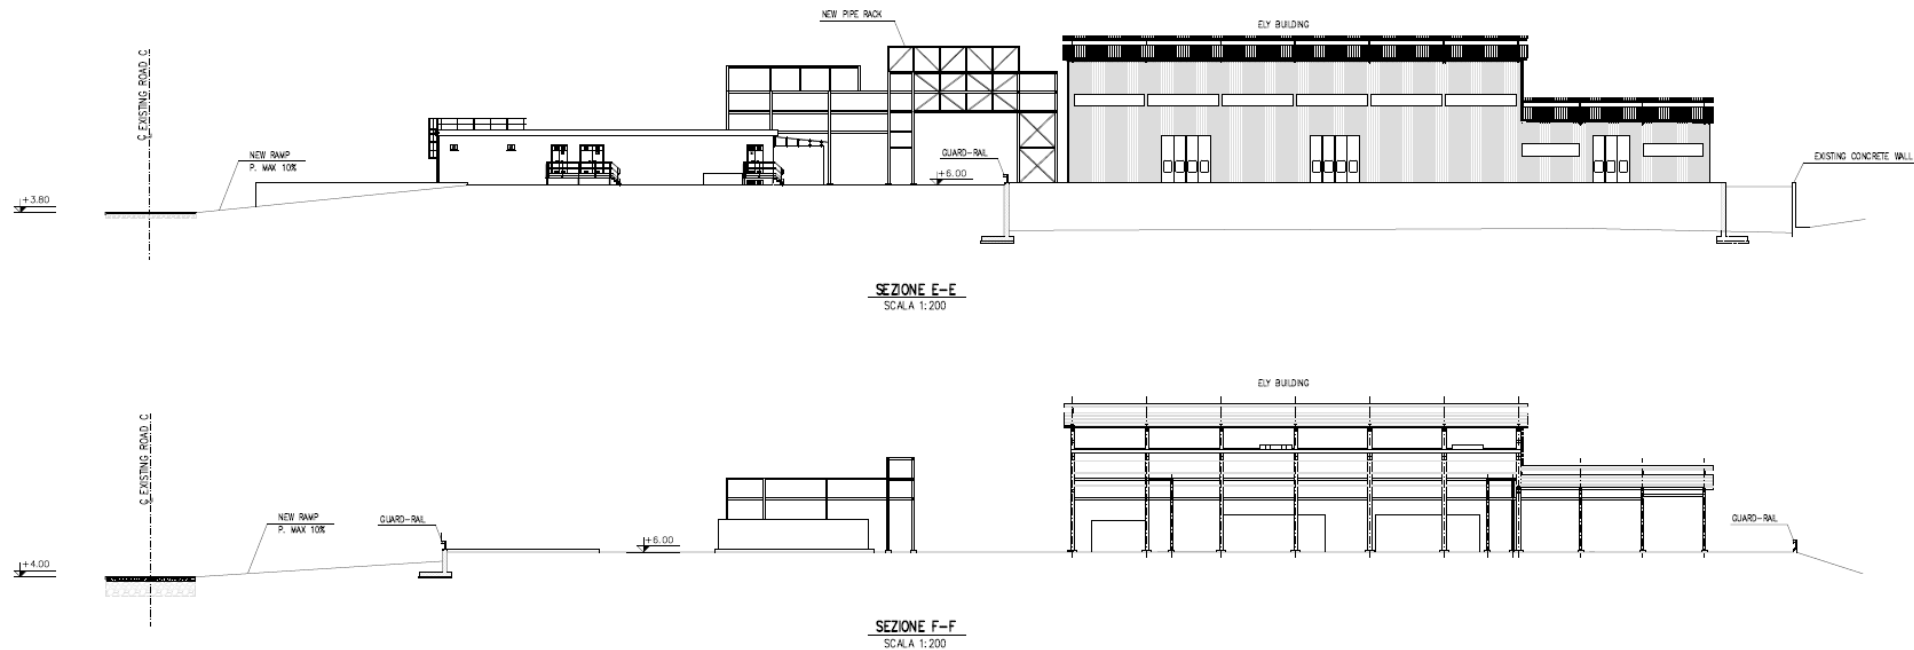 NEW PIPE RACK
ELY BUILDING
C EXISTING ROAD C
NEW RAMP
P. MAX 10%
GUARD-RAIL
EXISTING CONCRETE WALL
+6.00
+3.80
SEZIONE E-E
SCALA 1:200
ELY BUILDING
C EXISTING ROAD C
NEW RAMP
P. MAX 10%
GUARD-RAIL
GUARD-RAIL
+6.00
+4.00
SEZIONE F-F
SCALA 1:200